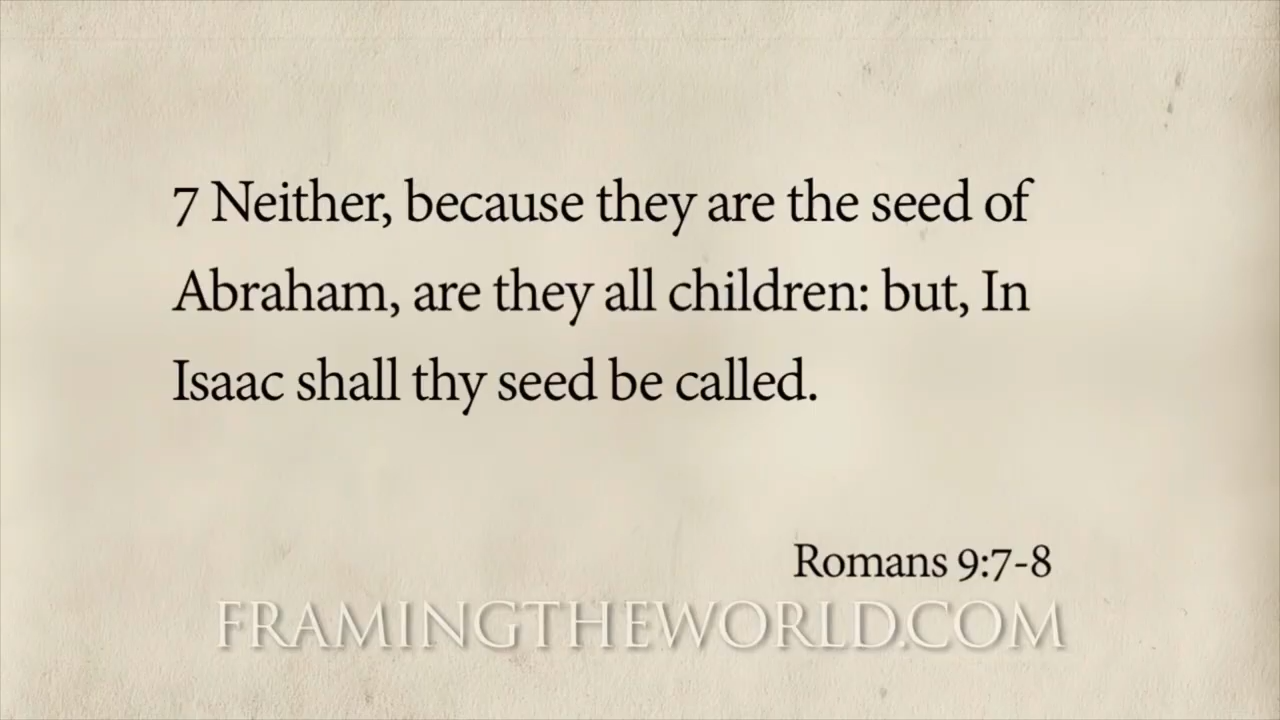 7 Neither, because they are the seed of
Abraham, are they all children: but, In
Isaac shall thy seed be called.
Romans 9:7-8
FRAMINGTHEWORLD.COM